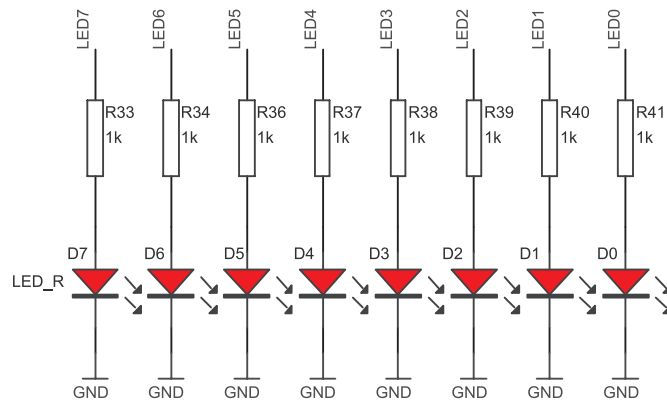 LED7 LED6 LED5 LED4 LED3 LED2 LED1 LED0
R33 R34 R36 R37 R38 R39 R40 R41
1k 1k 1k 1k 1k 1k 1k 1k
D7 D6 D5 D4 D3 D2 D1 D0
LED_R
GND GND GND GND GND GND GND GND